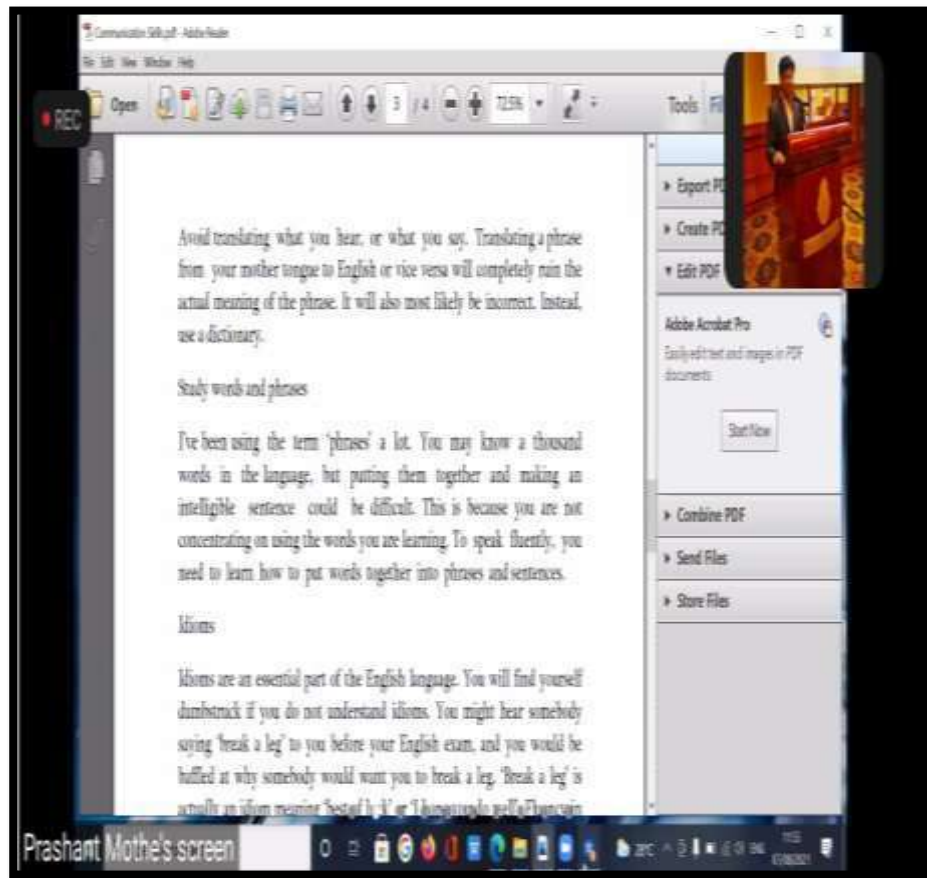 Communication Skills.pdf - Adobe Reader
File Edit View Window Help
REC
Open 3 / 4 72.5% Tools
Avoid translating what you hear, or what you say. Translating a phrase
from your mother tongue to English or vice versa will completely ruin the
actual meaning of the phrase. It will also most likely be incorrect. Instead,
use a dictionary.
Study words and phrases
I've been using the term 'phrases' a lot. You may know a thousand
words in the language, but putting them together and making an
intelligible sentence could be difficult. This is because you are not
concentrating on using the words you are learning. To speak fluently, you
need to learn how to put words together into phrases and sentences.
Idioms
Idioms are an essential part of the English language. You will find yourself
dumbstruck if you do not understand idioms. You might hear somebody
saying 'break a leg' to you before your English exam, and you would be
baffled at why somebody would want you to break a leg. 'Break a leg' is
actually an idiom meaning
Export PD
Create PD
Edit PDF
Adobe Acrobat Pro
Easily edit text and images in PDF
documents
Start Now
Combine PDF
Send Files
Store Files
Prashant Mothe's screen
ENG